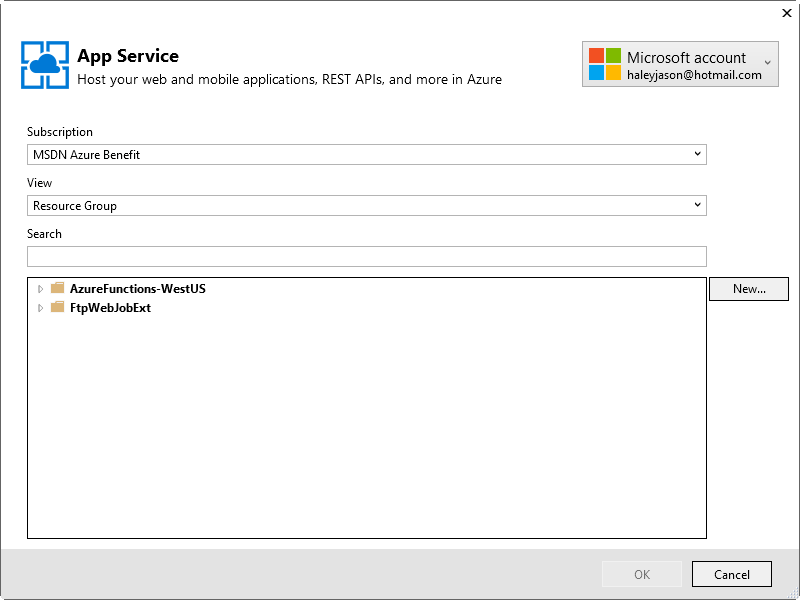 App Service
Host your web and mobile applications, REST APIs, and more in Azure
Microsoft account
haleyjason@hotmail.com
Subscription
MSDN Azure Benefit
View
Resource Group
Search
AzureFunctions-WestUS
FtpWebJobExt
New...
OK
Cancel